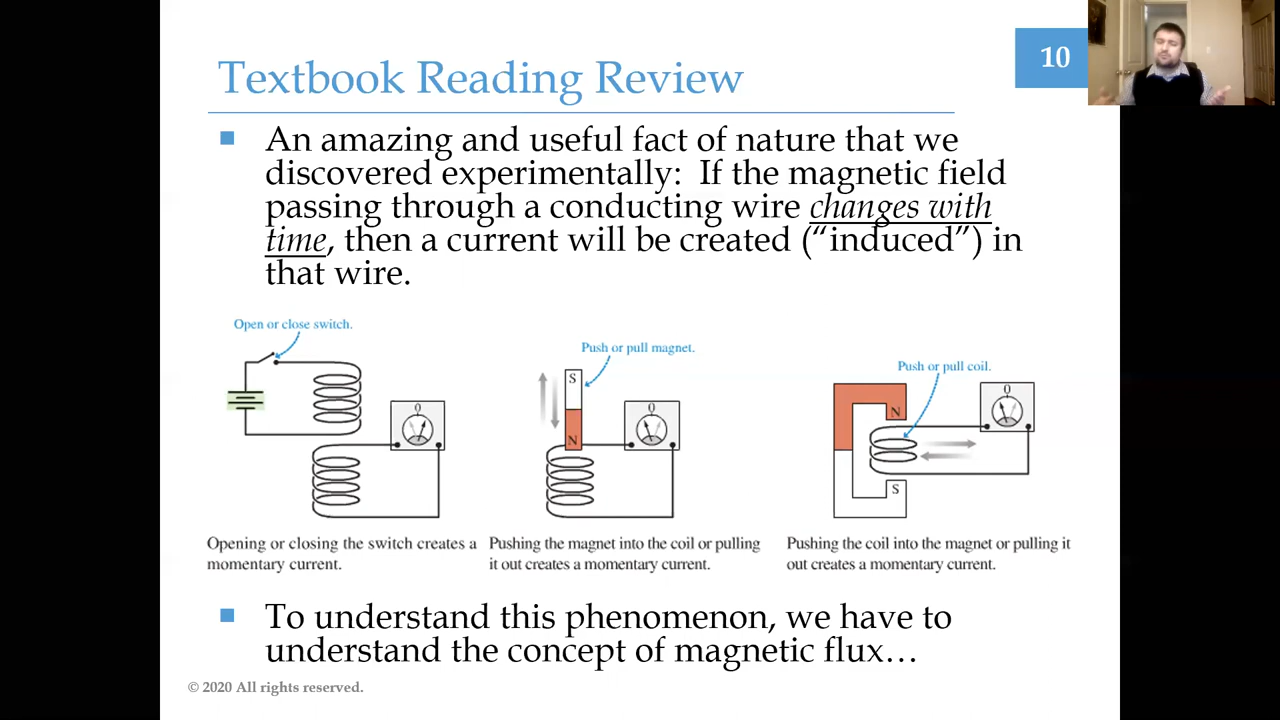 10
Textbook Reading Review
An amazing and useful fact of nature that we
discovered experimentally:  If the magnetic field
passing through a conducting wire changes with
time, then a current will be created (“induced”) in
that wire.
Open or close switch.
0
Push or pull magnet.
S
N
0
Push or pull coil.
N
S
0
Opening or closing the switch creates a
momentary current.
Pushing the magnet into the coil or pulling
it out creates a momentary current.
Pushing the coil into the magnet or pulling it
out creates a momentary current.
To understand this phenomenon, we have to
understand the concept of magnetic flux…
© 2020 All rights reserved.